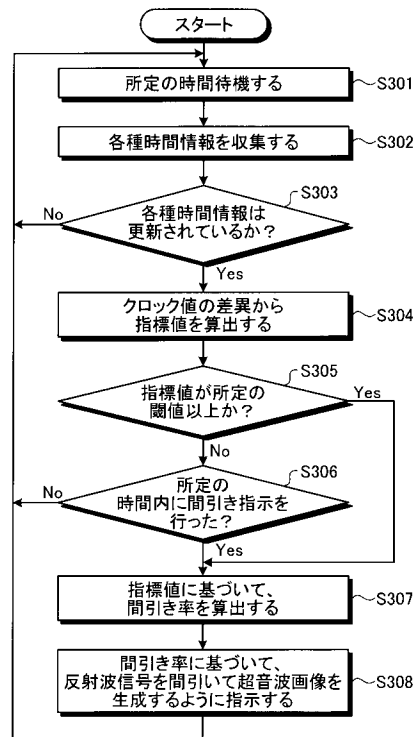 スタート
所定の時間待機する
S301
各種時間情報を収集する
S302
S303
各種時間情報は
更新されているか？
No
Yes
クロック値の差異から
指標値を算出する
S304
S305
指標値が所定の
閾値以上か？
Yes
No
S306
所定の
時間内に間引き指示を
行った？
No
Yes
指標値に基づいて、
間引き率を算出する
S307
間引き率に基づいて、
反射波信号を間引いて超音波画像を
生成するように指示する
S308